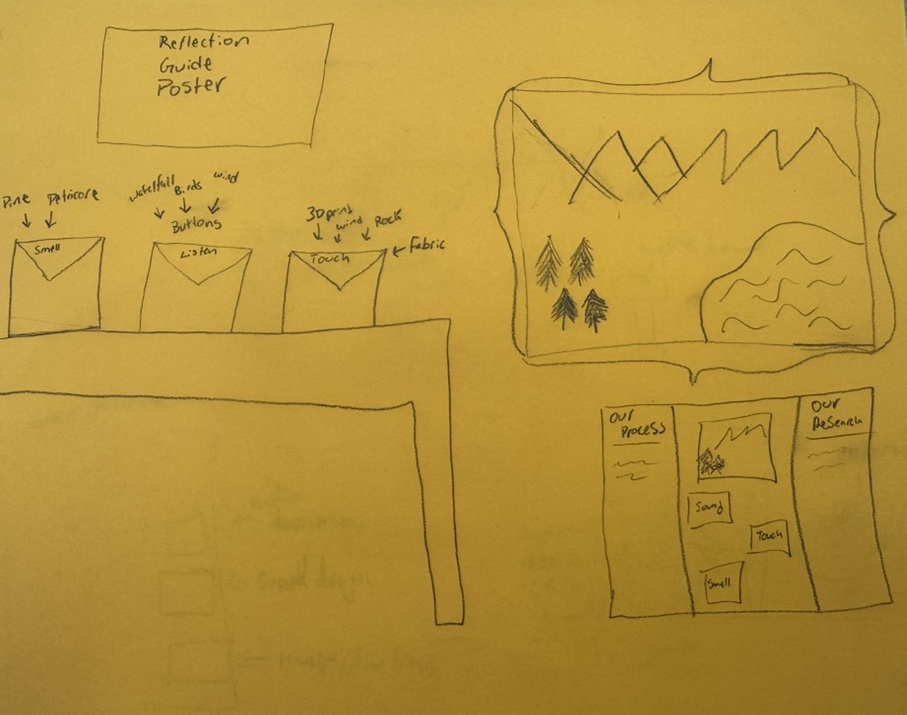 Reflection
Guide
Poster
Pine
Petricore
waterfall
Birds
wind
Buttons
3D print
wind
Rock
Fabric
Smell
Listen
Touch
Our
Process
Our
Research
Sound
Touch
Smell